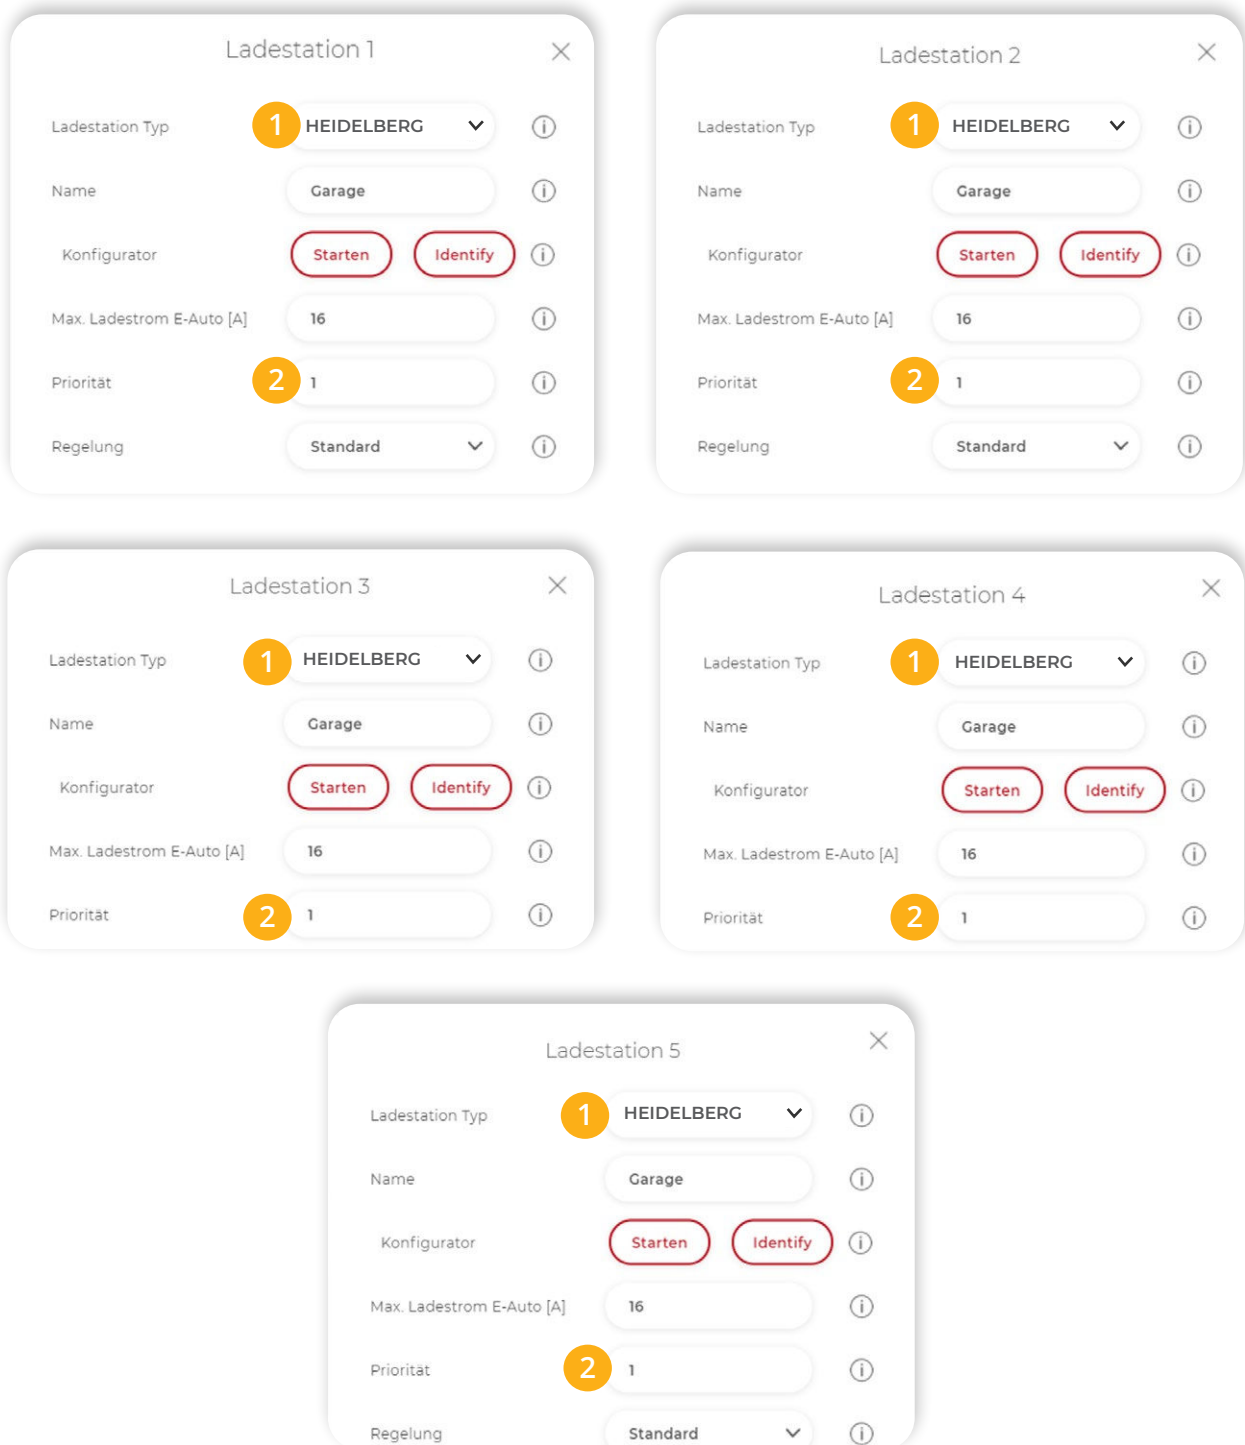 Ladestation 1
Ladestation Typ 1 HEIDELBERG
Name Garage
Konfigurator Starten Identify
Max. Ladestrom E-Auto [A] 16
Priorität 2 1
Regelung Standard
Ladestation 2
Ladestation Typ 1 HEIDELBERG
Name Garage
Konfigurator Starten Identify
Max. Ladestrom E-Auto [A] 16
Priorität 2 1
Regelung Standard
Ladestation 3
Ladestation Typ 1 HEIDELBERG
Name Garage
Konfigurator Starten Identify
Max. Ladestrom E-Auto [A] 16
Priorität 2 1
Ladestation 4
Ladestation Typ 1 HEIDELBERG
Name Garage
Konfigurator Starten Identify
Max. Ladestrom E-Auto [A] 16
Priorität 2 1
Ladestation 5
Ladestation Typ 1 HEIDELBERG
Name Garage
Konfigurator Starten Identify
Max. Ladestrom E-Auto [A] 16
Priorität 2 1
Regelung Standard